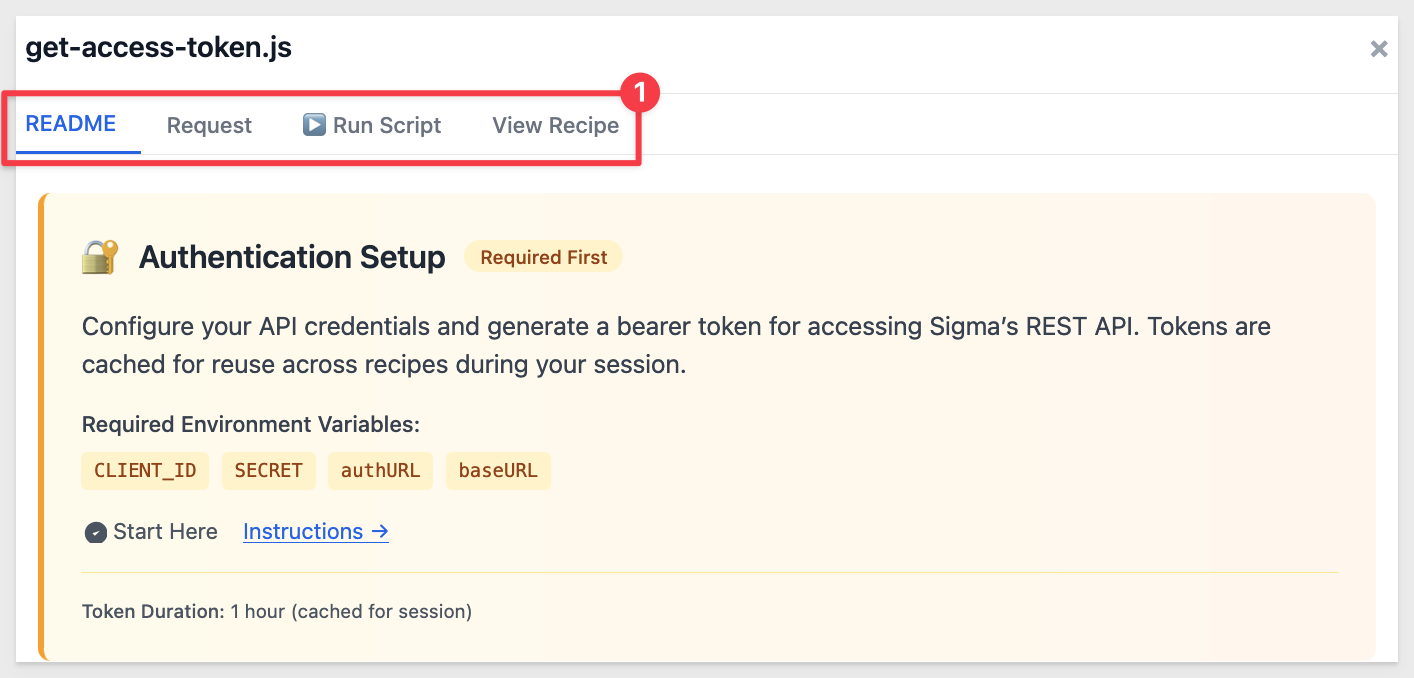 get-access-token.js
×
1
README Request Run Script View Recipe
Authentication Setup Required First
Configure your API credentials and generate a bearer token for accessing Sigma’s REST API. Tokens are
cached for reuse across recipes during your session.
Required Environment Variables:
CLIENT_ID SECRET authURL baseURL
Start Here Instructions →
Token Duration: 1 hour (cached for session)